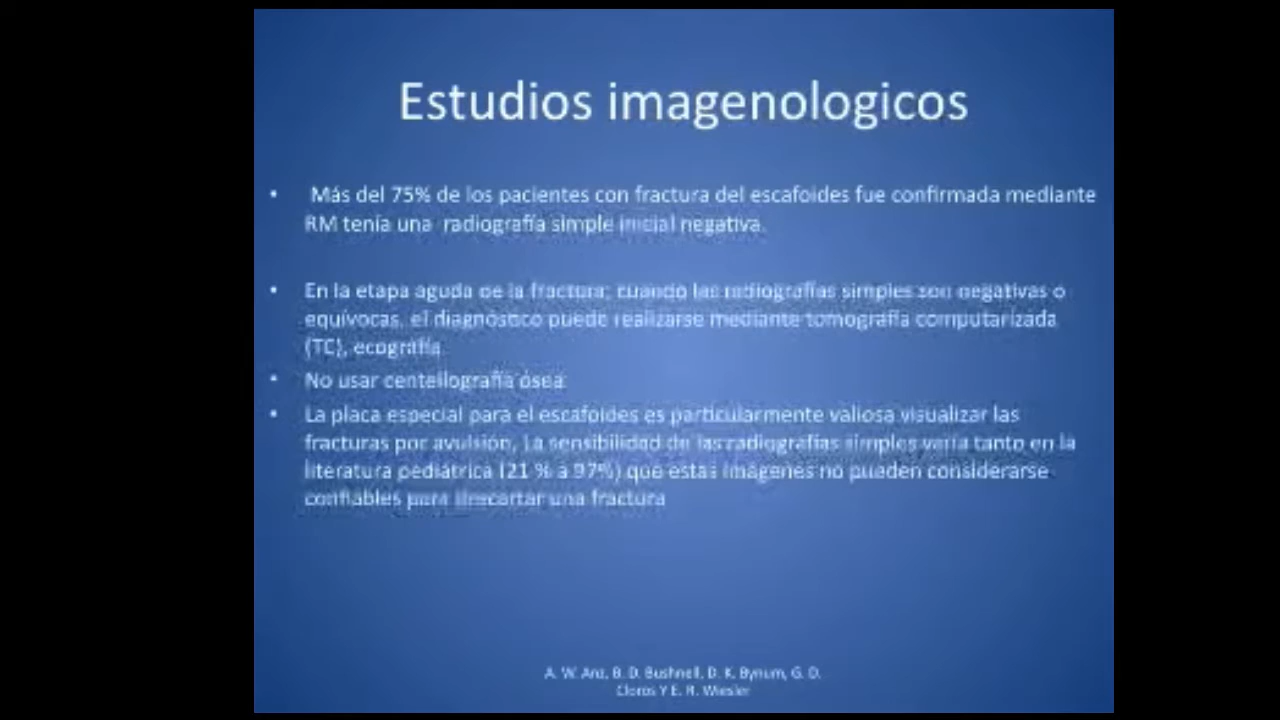 Estudios imagenologicos
• Más del 75% de los pacientes con fractura del escafoides fue confirmada mediante
RM tenía una radiografía simple inicial negativa.
• En la etapa aguda de la fractura; cuando las radiografías simples son negativas o
equívocas, el diagnóstico puede realizarse mediante tomografía computarizada
(TC), ecografía
• No usar centellografía ósea
• La placa especial para el escafoides es particularmente valiosa visualizar las
fracturas por avulsión, La sensibilidad de las radiografías simples varía tanto en la
literatura pediátrica (21 % a 97%) que estas imágenes no pueden considerarse
confiables para descartar una fractura
A. W. Anz, B. D. Bushnell, D. K. Bynum, G. D.
Cloros Y E. R. Wiesler